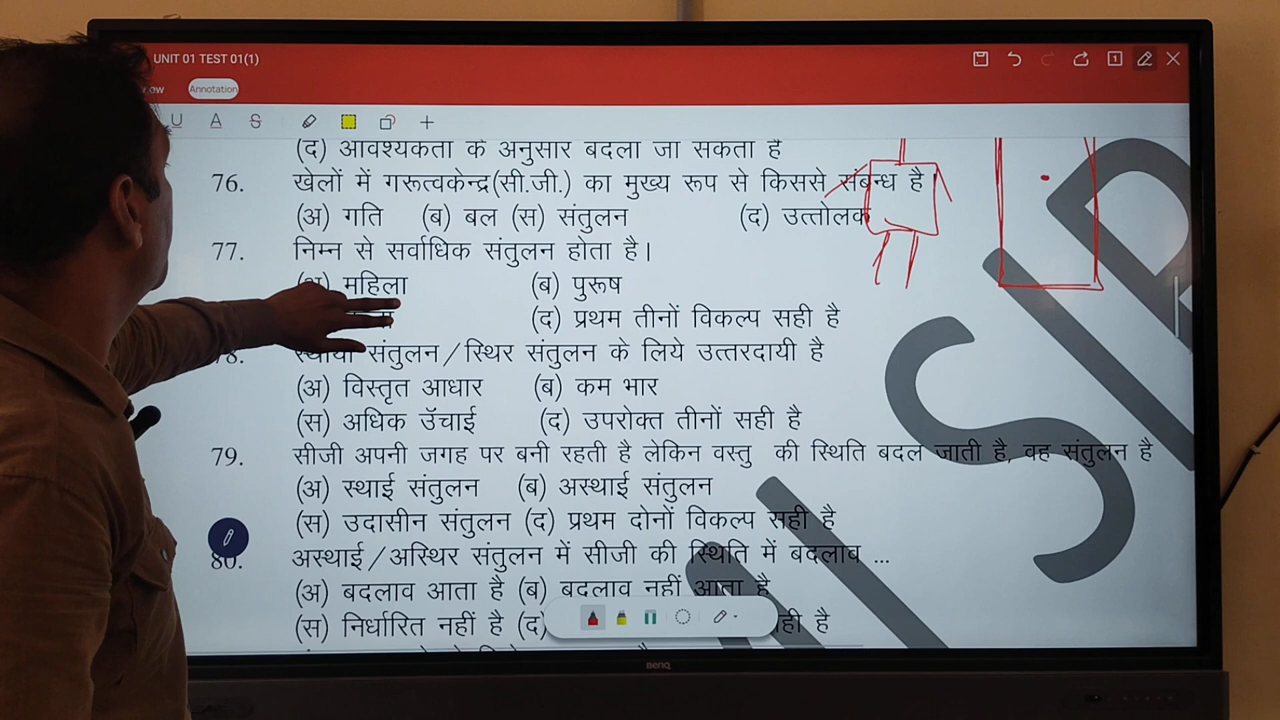 UNIT 01 TEST 01(1)
Annotation
U A S
(द) आवश्यकता के अनुसार बदला जा सकता है
76. खेलों में गरूत्वकेन्द्र(सी.जी.) का मुख्य रूप से किससे संबन्ध है।
(अ) गति (ब) बल (स) संतुलन (द) उत्तोलक
77. निम्न से सर्वाधिक संतुलन होता है।
(अ) महिला (ब) पुरूष
(द) प्रथम तीनों विकल्प सही है
78. स्थायी संतुलन/स्थिर संतुलन के लिये उत्तरदायी है
(अ) विस्तृत आधार (ब) कम भार
(स) अधिक उॅचाई (द) उपरोक्त तीनों सही है
79. सीजी अपनी जगह पर बनी रहती है लेकिन वस्तु की स्थिति बदल जाती है, वह संतुलन है
(अ) स्थाई संतुलन (ब) अस्थाई संतुलन
(स) उदासीन संतुलन (द) प्रथम दोनों विकल्प सही है
80. अस्थाई/अस्थिर संतुलन में सीजी की स्थिति में बदलाव ...
(अ) बदलाव आता है (ब) बदलाव नहीं आता है
(स) निर्धारित नहीं है (द) ही है
BenQ